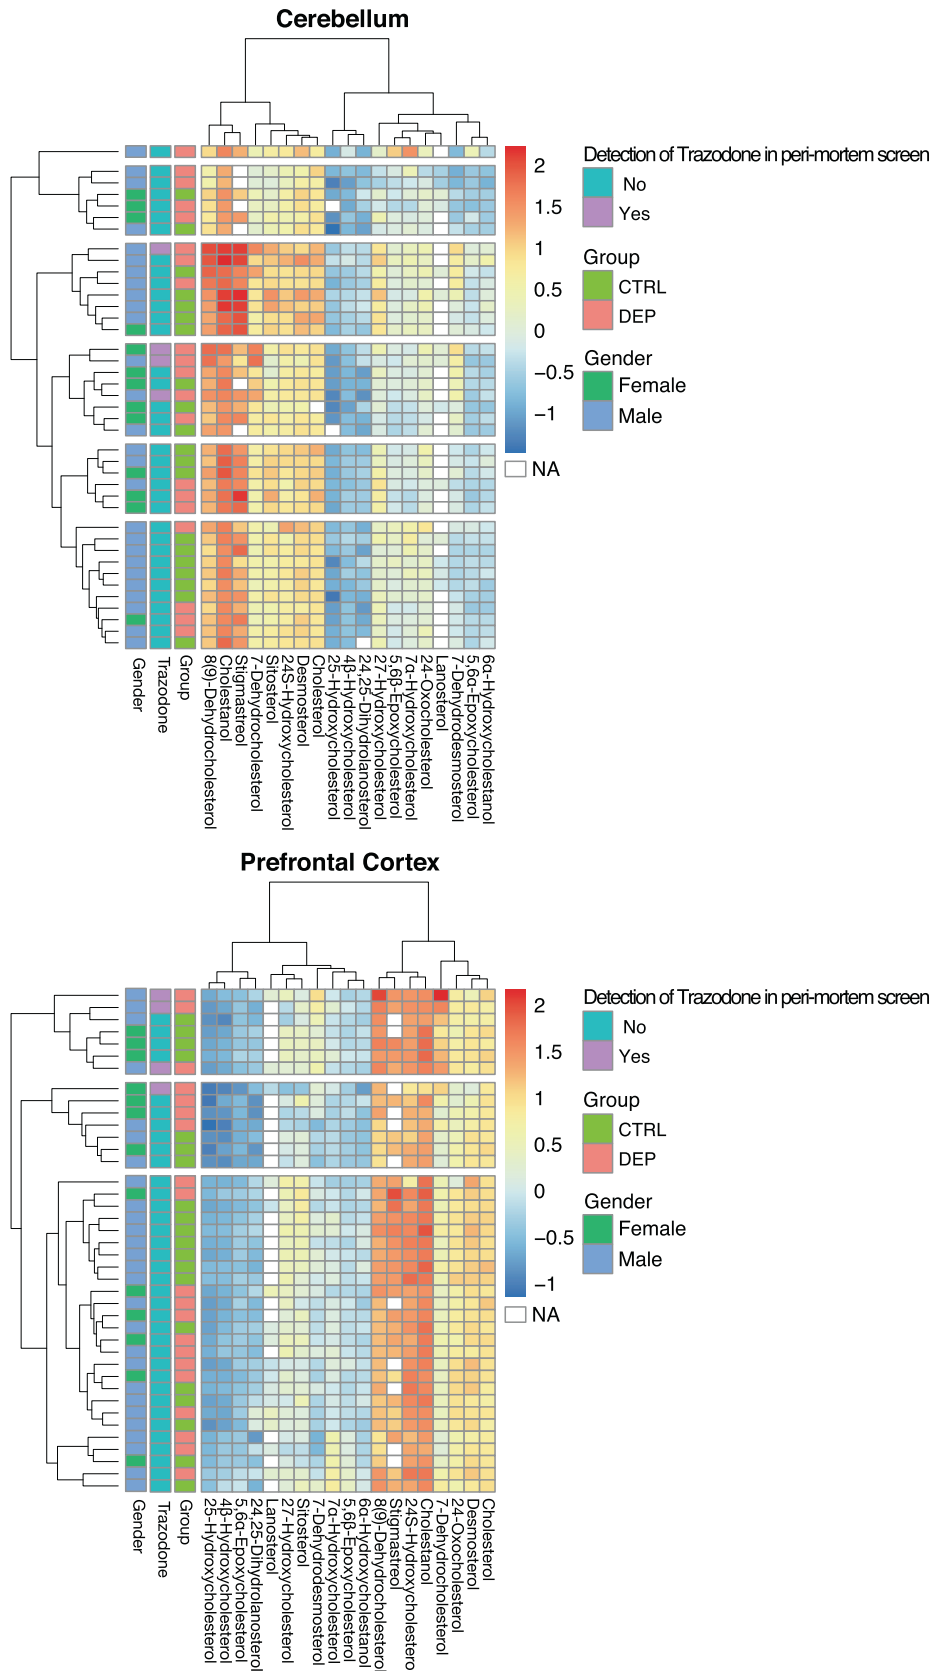 Cerebellum
2
1.5
1
0.5
0
−0.5
−1
NA
Detection of Trazodone in peri-mortem screen
No
Yes
Group
CTRL
DEP
Gender
Female
Male
Gender
Trazodone
Group
8(9)-Dehydrocholesterol
Cholestanol
Stigmastreol
7-Dehydrocholesterol
Sitosterol
24S-Hydroxycholesterol
Desmosterol
Cholesterol
25-Hydroxycholesterol
4β-Hydroxycholesterol
24,25-Dihydrolanosterol
27-Hydroxycholesterol
5,6β-Epoxycholesterol
7α-Hydroxycholesterol
24-Oxocholesterol
Lanosterol
7-Dehydrodesmosterol
5,6α-Epoxycholesterol
6α-Hydroxycholestanol
Prefrontal Cortex
2
1.5
1
0.5
0
−0.5
−1
NA
Detection of Trazodone in peri-mortem screen
No
Yes
Group
CTRL
DEP
Gender
Female
Male
Gender
Trazodone
Group
25-Hydroxycholesterol
4β-Hydroxycholesterol
5,6α-Epoxycholesterol
24,25-Dihydrolanosterol
Lanosterol
27-Hydroxycholesterol
Sitosterol
7-Dehydrodesmosterol
7α-Hydroxycholesterol
5,6β-Epoxycholesterol
6α-Hydroxycholestanol
8(9)-Dehydrocholesterol
Stigmastreol
24S-Hydroxycholestero
Cholestanol
7-Dehydrocholesterol
24-Oxocholesterol
Desmosterol
Cholesterol